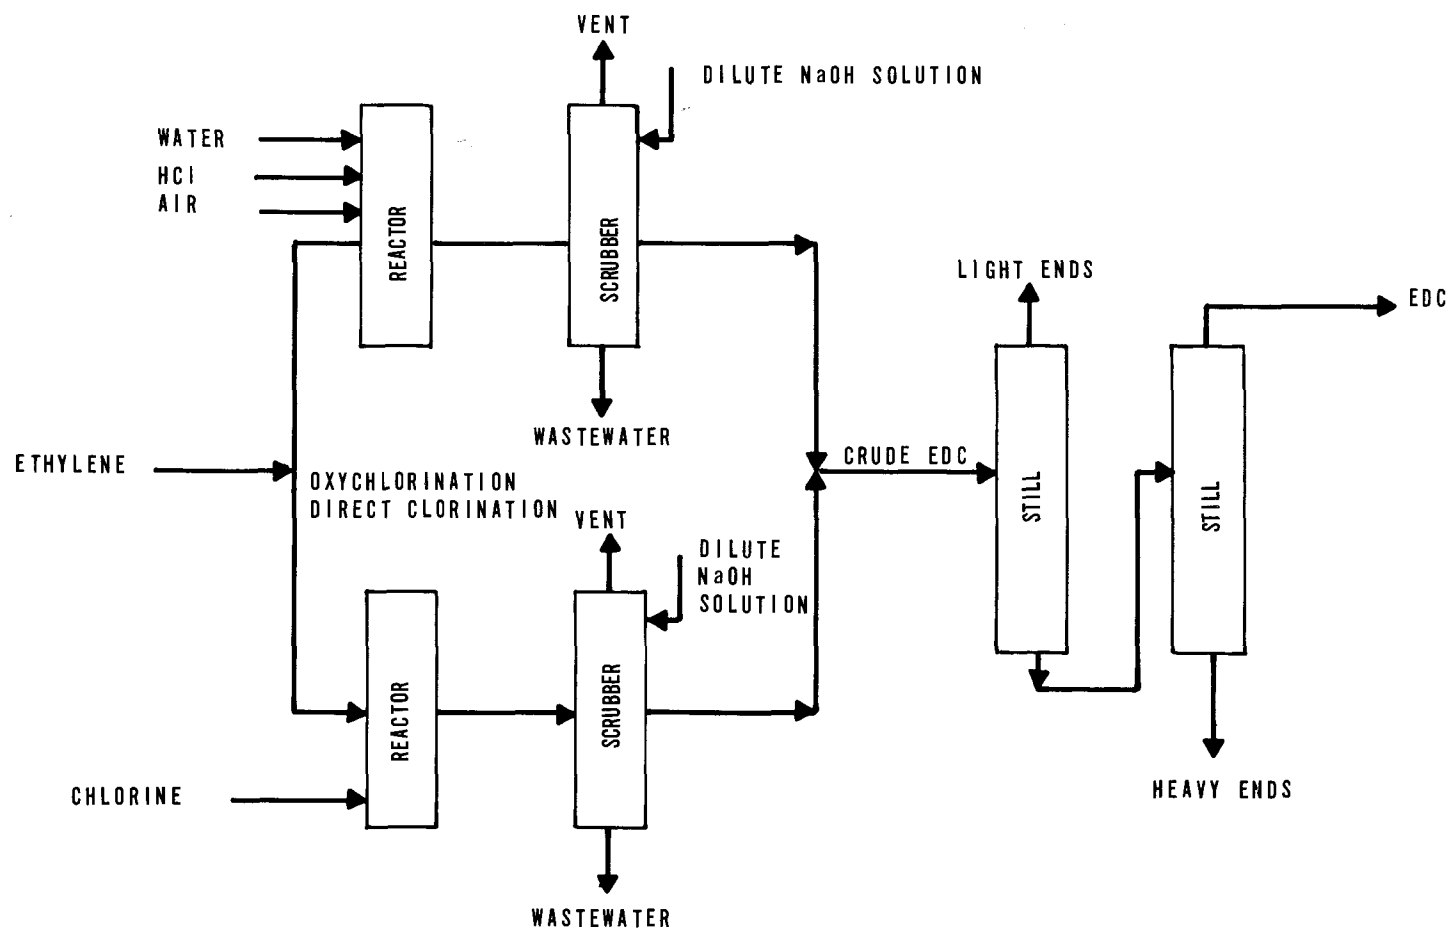 VENT
DILUTE NaOH SOLUTION
WATER
HCl
AIR
REACTOR
SCRUBBER
LIGHT ENDS
EDC
WASTEWATER
ETHYLENE
OXYCHLORINATION
DIRECT CLORINATION
CRUDE EDC
STILL
STILL
VENT
DILUTE
NaOH
SOLUTION
REACTOR
SCRUBBER
CHLORINE
HEAVY ENDS
WASTEWATER